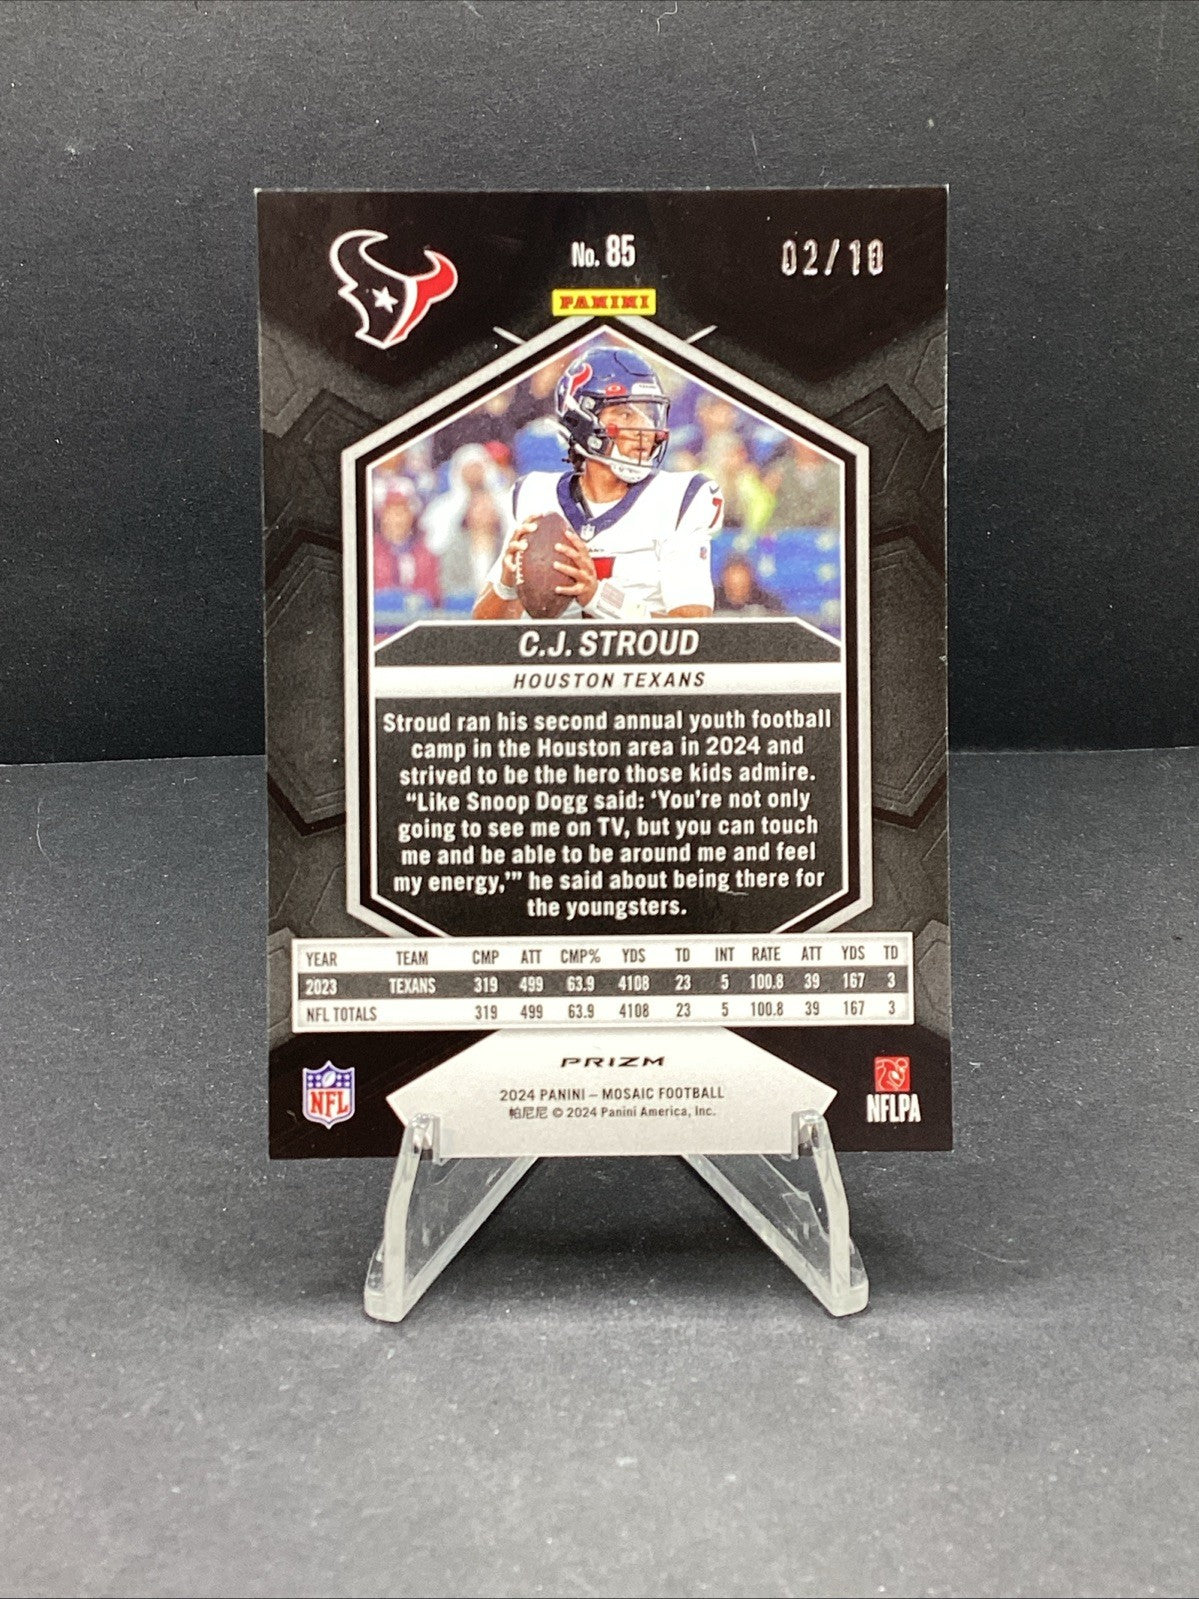 No. 85
02/10
PANINI
7
C.J. STROUD
HOUSTON TEXANS
Stroud ran his second annual youth football
camp in the Houston area in 2024 and
strived to be the hero those kids admire.
“Like Snoop Dogg said: ‘You’re not only
going to see me on TV, but you can touch
me and be able to be around me and feel
my energy,’” he said about being there for
the youngsters.
YEAR TEAM CMP ATT CMP% YDS TD INT RATE ATT YDS TD
2023 TEXANS 319 499 63.9 4108 23 5 100.8 39 167 3
NFL TOTALS 319 499 63.9 4108 23 5 100.8 39 167 3
PRIZM
2024 PANINI – MOSAIC FOOTBALL
帕尼尼 © 2024 Panini America, Inc.
NFL
NFLPA